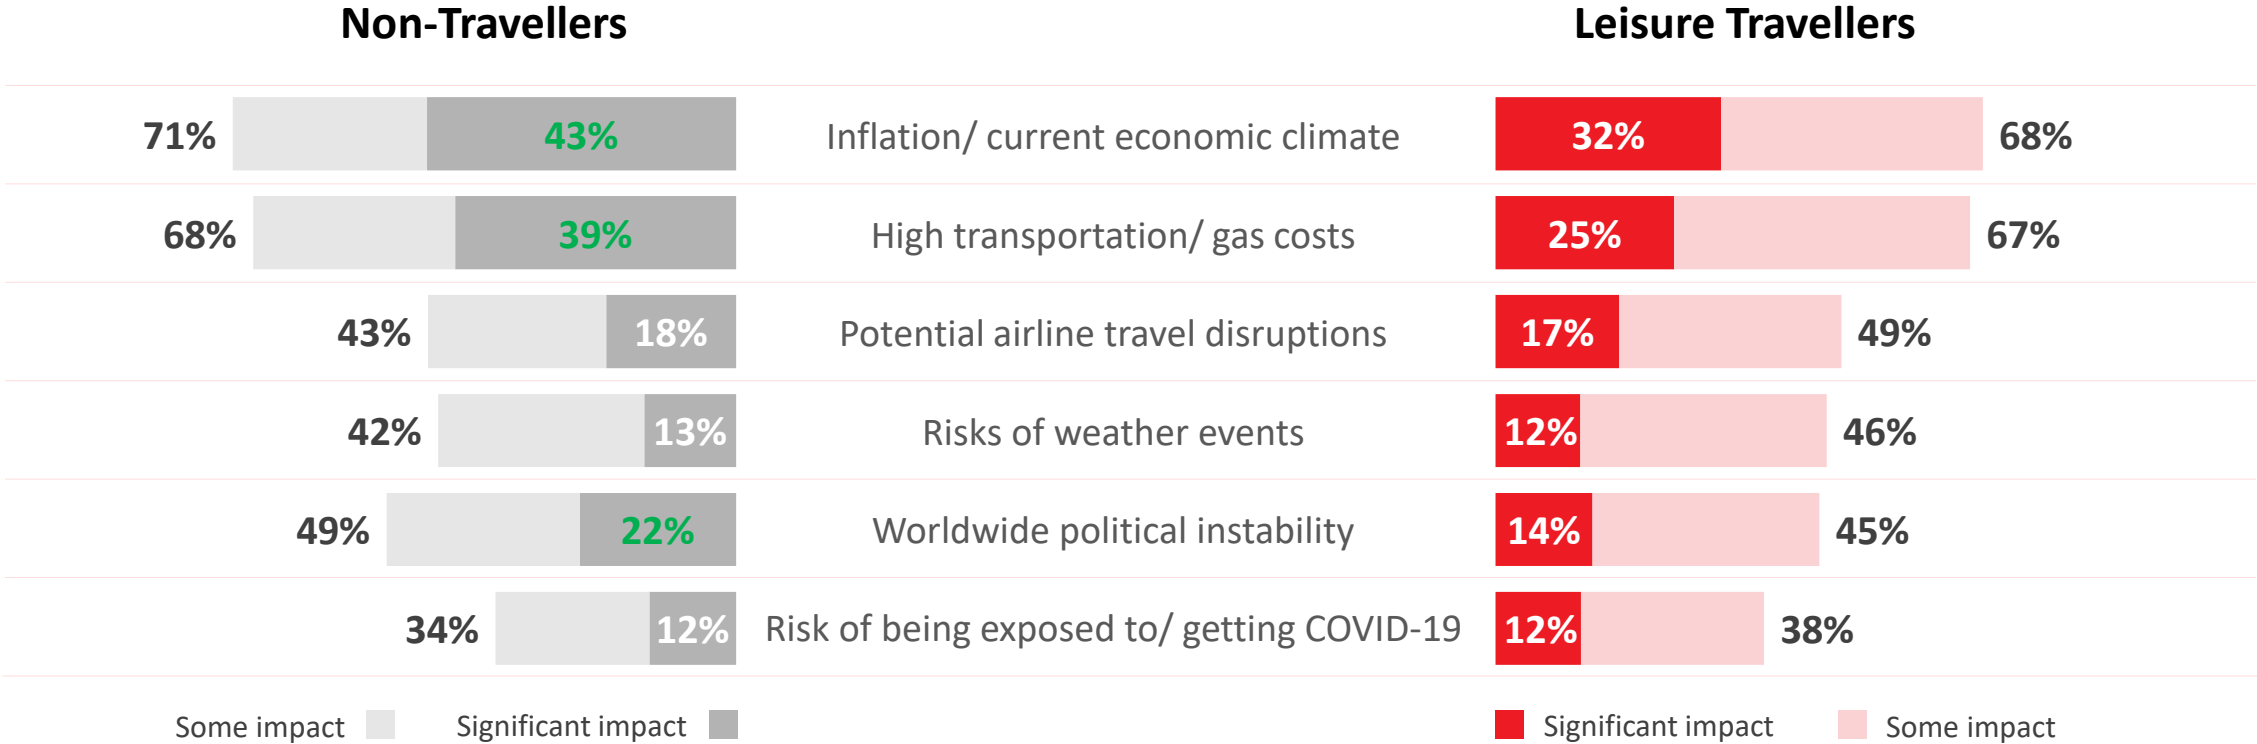 Non-Travellers
Leisure Travellers
71% 43% Inflation/ current economic climate 32% 68%
68% 39% High transportation/ gas costs 25% 67%
43% 18% Potential airline travel disruptions 17% 49%
42% 13% Risks of weather events 12% 46%
49% 22% Worldwide political instability 14% 45%
34% 12% Risk of being exposed to/ getting COVID-19 12% 38%
Some impact Significant impact Significant impact Some impact